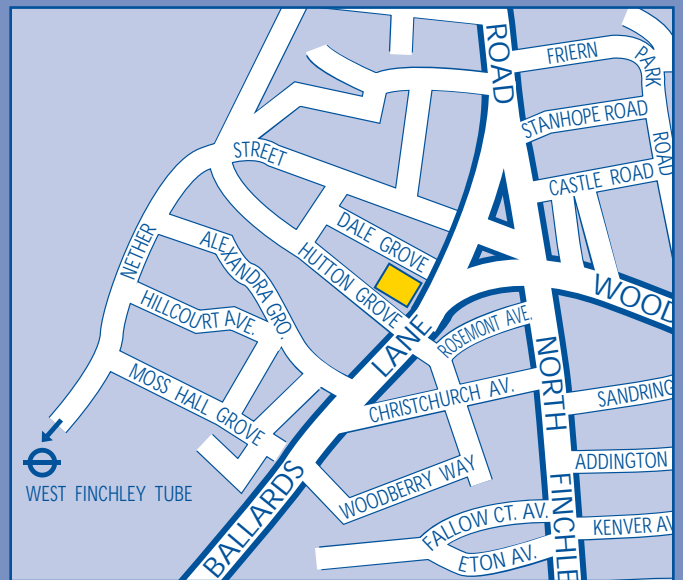 ROAD
FRIERN
PARK
ROAD
STANHOPE ROAD
STREET
CASTLE ROAD
DALE GROVE
NETHER
ALEXANDRA GRO.
HUTTON GROVE
WOOD
HILLCOURT AVE.
LANE
ROSEMONT AVE.
NORTH
MOSS HALL GROVE
CHRISTCHURCH AV.
SANDRING
ADDINGTON
WEST FINCHLEY TUBE
BALLARDS
WOODBERRY WAY
FINCHLE
FALLOW CT. AV.
KENVER AV
ETON AV.